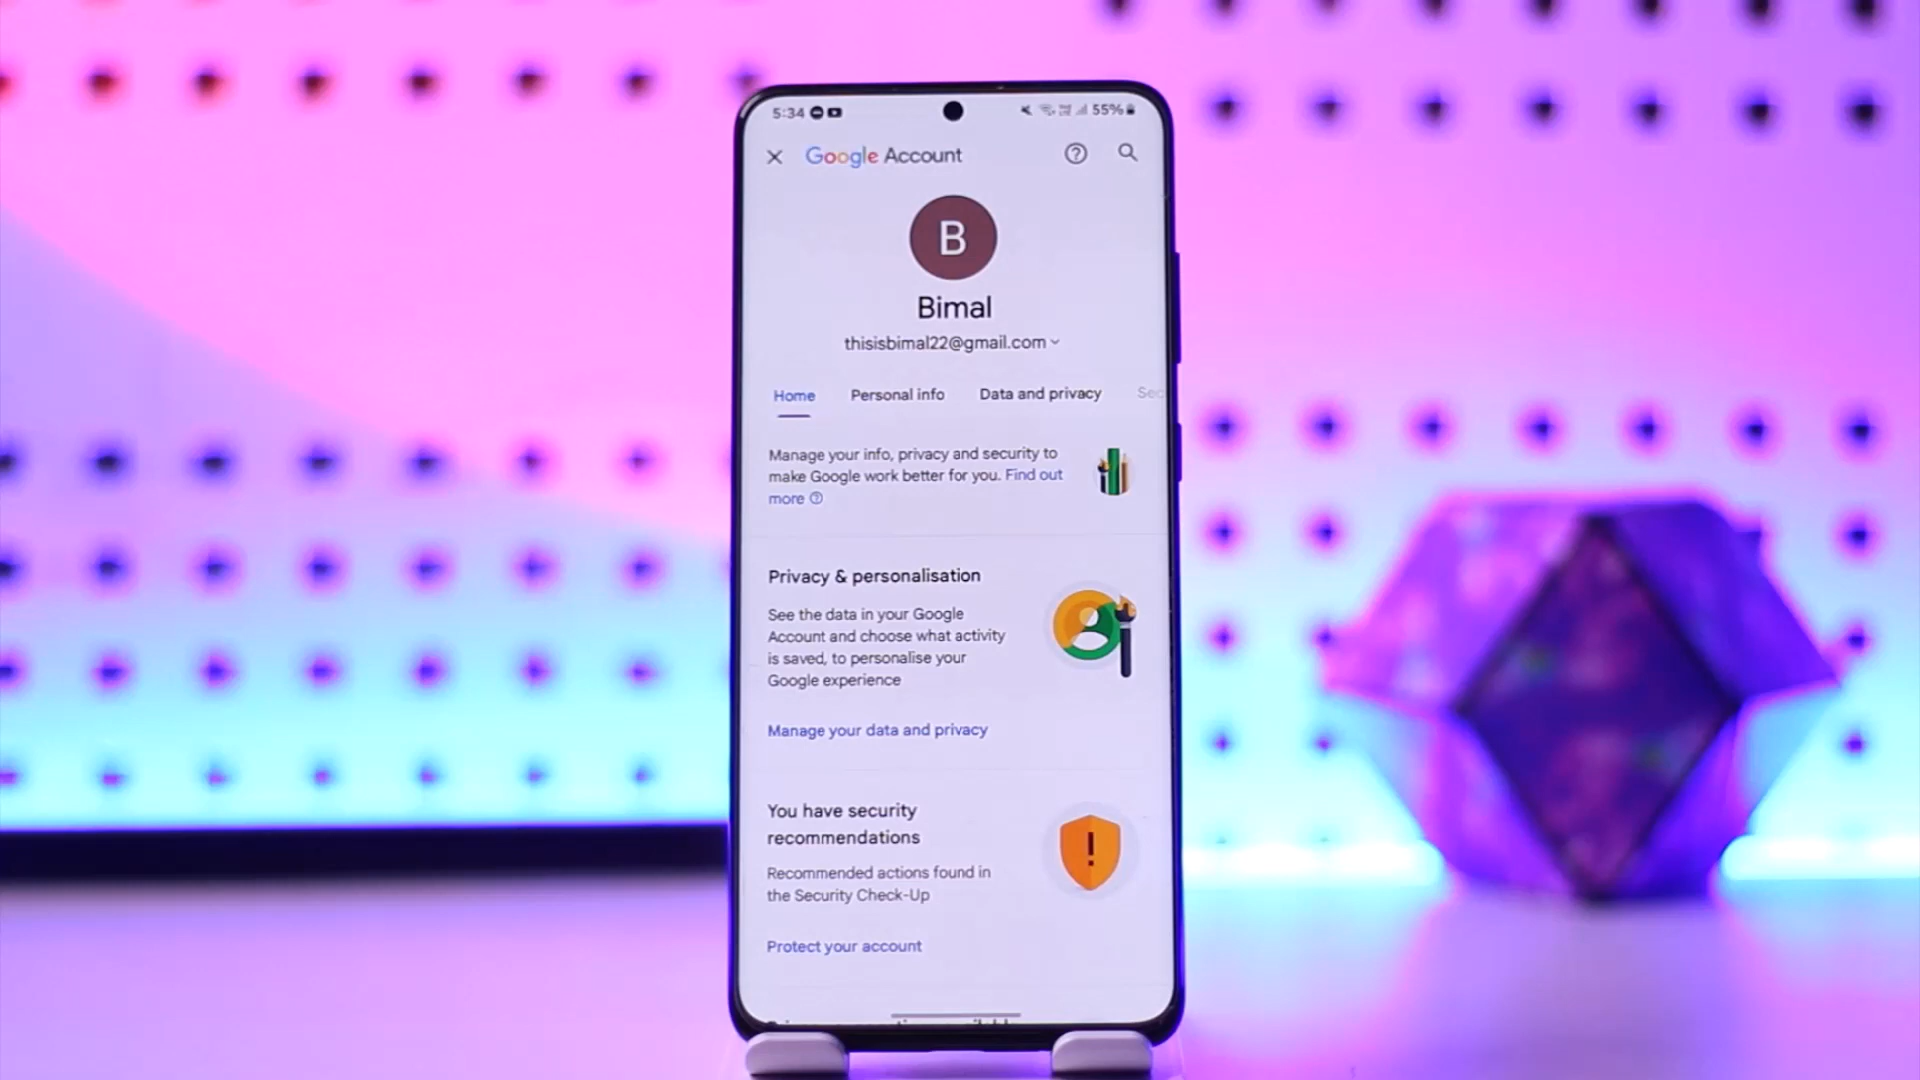 5:34
55%
Google Account
B
Bimal
thisisbimal22@gmail.com
Home Personal info Data and privacy Sec
Manage your info, privacy and security to
make Google work better for you. Find out
more
Privacy & personalisation
See the data in your Google
Account and choose what activity
is saved, to personalise your
Google experience
Manage your data and privacy
You have security
recommendations
Recommended actions found in
the Security Check-Up
Protect your account